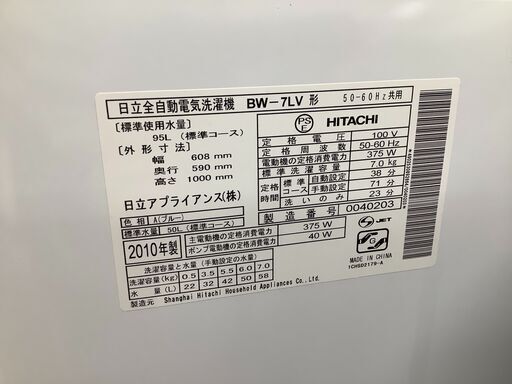 日立全自動電気洗濯機 BW-7LV 形 50-60Hz共用
[標準使用水量]
95L (標準コース)
[外形寸法]
幅 608 mm
奥行 590 mm
高さ 1000 mm
日立アプライアンス(株)
色相 A(ブルー)
標準水量 50L (標準コース)
2010年製
主電動機の定格消費電力 375 W
ポンプ電動機の定格消費電力 40 W
PS
E
HITACHI
定格電圧 100 V
定格周波数 50-60 Hz
電動機の定格消費電力 375 W
標準洗濯容量 7.0 kg
定格時間 標準コース 自動設定 38 分
手動設定 71 分
洗いのみ 23 分
製造番号 0040203
洗濯容量と水量 (手動設定の水量)
洗濯容量(kg) 0.5 3.5 5.5 6.0 7.0
水量(L) 22 32 42 50 58
製造元 Shanghai Hitachi Household Appliances Co., Ltd.
S-JET
MADE IN CHINA
1CHSD2179-A